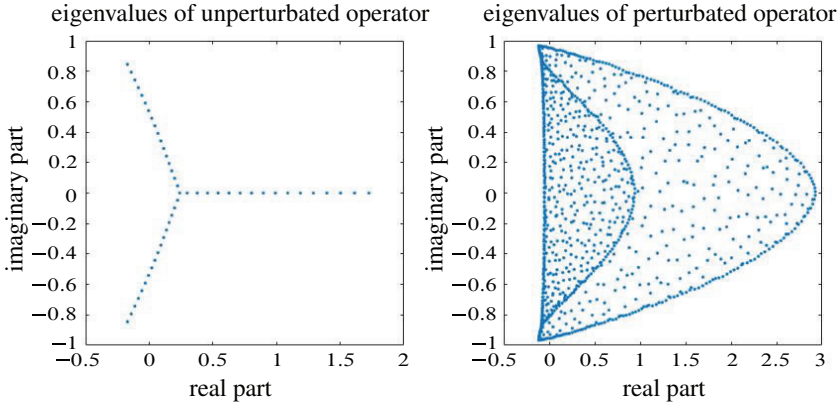 eigenvalues of unperturbated operator
1
0.8
0.6
0.4
0.2
0
−0.2
−0.4
−0.6
−0.8
−1
−0.5 0 0.5 1 1.5 2
real part
imaginary part
eigenvalues of perturbated operator
1
0.8
0.6
0.4
0.2
0
−0.2
−0.4
−0.6
−0.8
−1
−0.5 0 0.5 1 1.5 2 2.5 3
real part
imaginary part